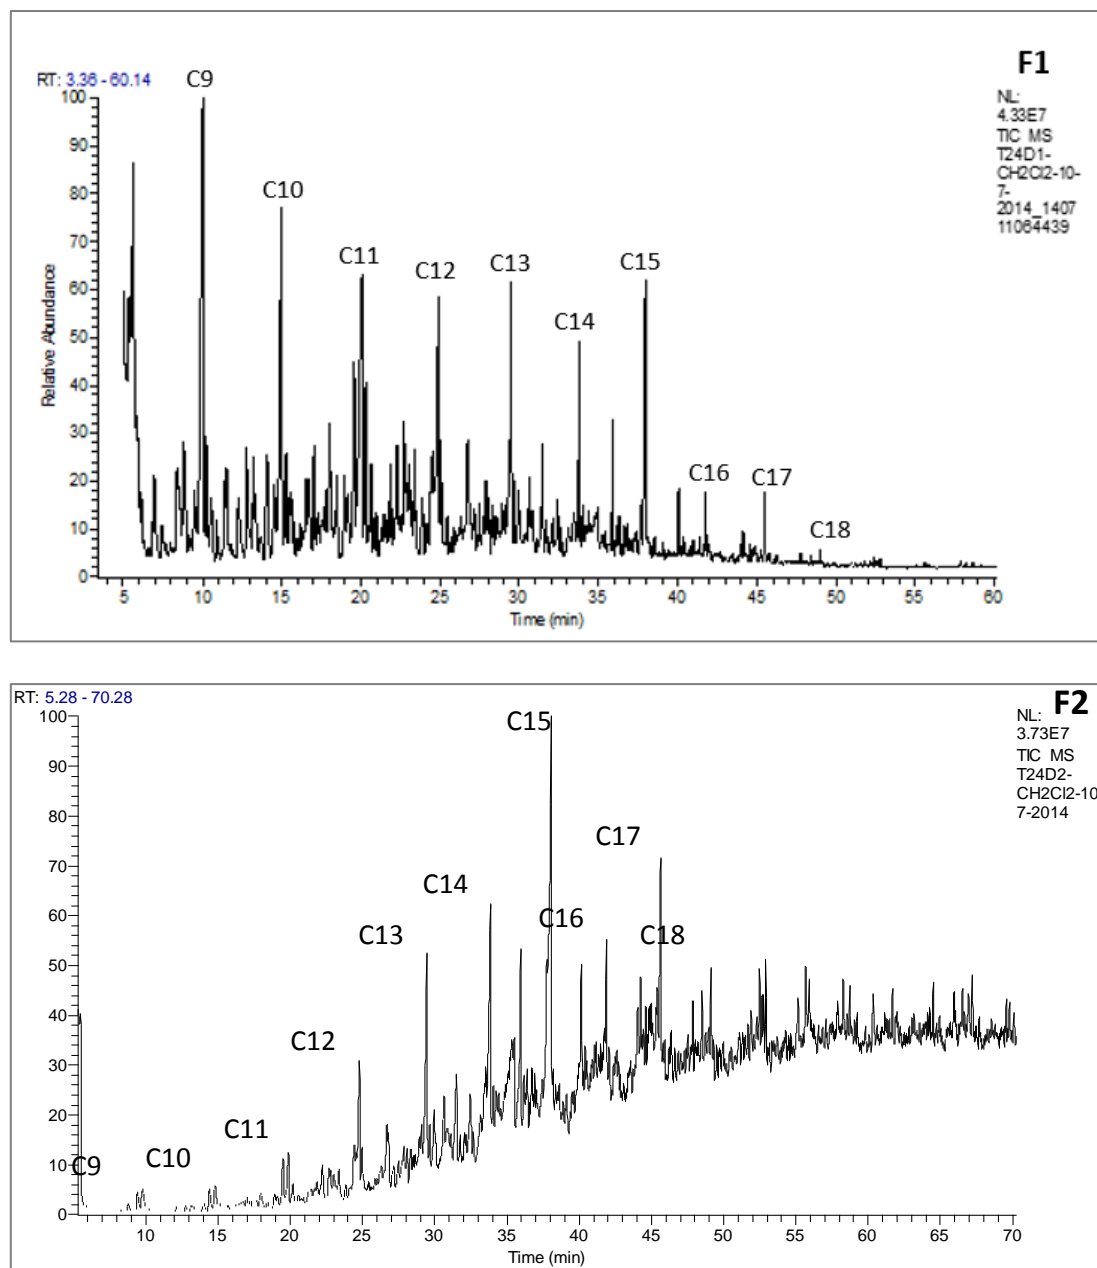 F1
RT: 3.36 - 60.14
NL:
4.33E7
TIC MS
T24D1-
CH2Cl2-10-
7-
2014_1407
11064439
C9
C10
C11
C12
C13
C14
C15
C16
C17
C18
100
90
80
70
60
50
40
30
20
10
0
Relative Abundance
5 10 15 20 25 30 35 40 45 50 55 60
Time (min)
F2
RT: 5.28 - 70.28
NL:
3.73E7
TIC MS
T24D2-
CH2Cl2-10
7-2014
C15
C17
C14
C16
C13
C18
C12
C11
C10
C9
100
90
80
70
60
50
40
30
20
10
0
10 15 20 25 30 35 40 45 50 55 60 65 70
Time (min)